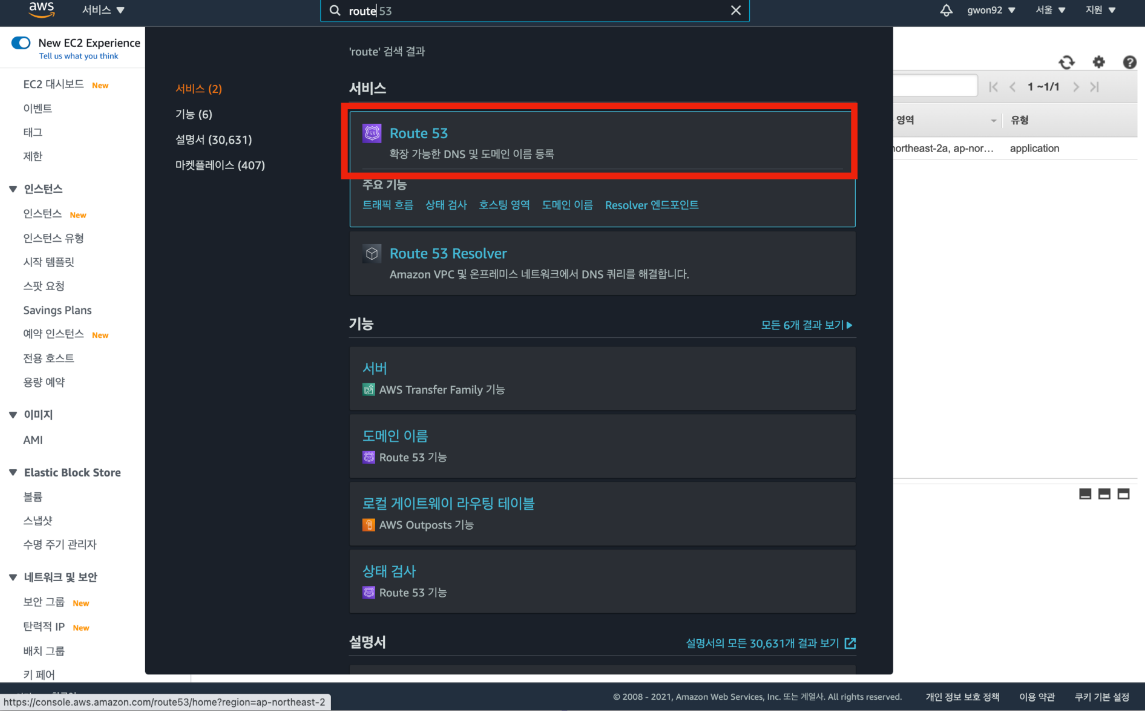 aws
서비스 ▼
route 53
gwon92 ▼
서울 ▼
지원 ▼
New EC2 Experience
Tell us what you think
EC2 대시보드 New
이벤트
태그
제한
▼ 인스턴스
인스턴스 New
인스턴스 유형
시작 템플릿
스팟 요청
Savings Plans
예약 인스턴스 New
전용 호스트
용량 예약
▼ 이미지
AMI
▼ Elastic Block Store
볼륨
스냅샷
수명 주기 관리자
▼ 네트워크 및 보안
보안 그룹 New
탄력적 IP New
배치 그룹
키 페어
'route' 검색 결과
서비스 (2)
기능 (6)
설명서 (30,631)
마켓플레이스 (407)
서비스
Route 53
확장 가능한 DNS 및 도메인 이름 등록
주요 기능
트래픽 흐름 상태 검사 호스팅 영역 도메인 이름 Resolver 엔드포인트
Route 53 Resolver
Amazon VPC 및 온프레미스 네트워크에서 DNS 쿼리를 해결합니다.
기능
모든 6개 결과 보기
서버
AWS Transfer Family 기능
도메인 이름
Route 53 기능
로컬 게이트웨이 라우팅 테이블
AWS Outposts 기능
상태 검사
Route 53 기능
설명서
설명서의 모든 30,631개 결과 보기
1 ~1/1
영역
유형
northeast-2a, ap-nor...
application
https://console.aws.amazon.com/route53/home?region=ap-northeast-2
© 2008 - 2021, Amazon Web Services, Inc. 또는 계열사. All rights reserved.
개인 정보 보호 정책
이용 약관
쿠키 기본 설정